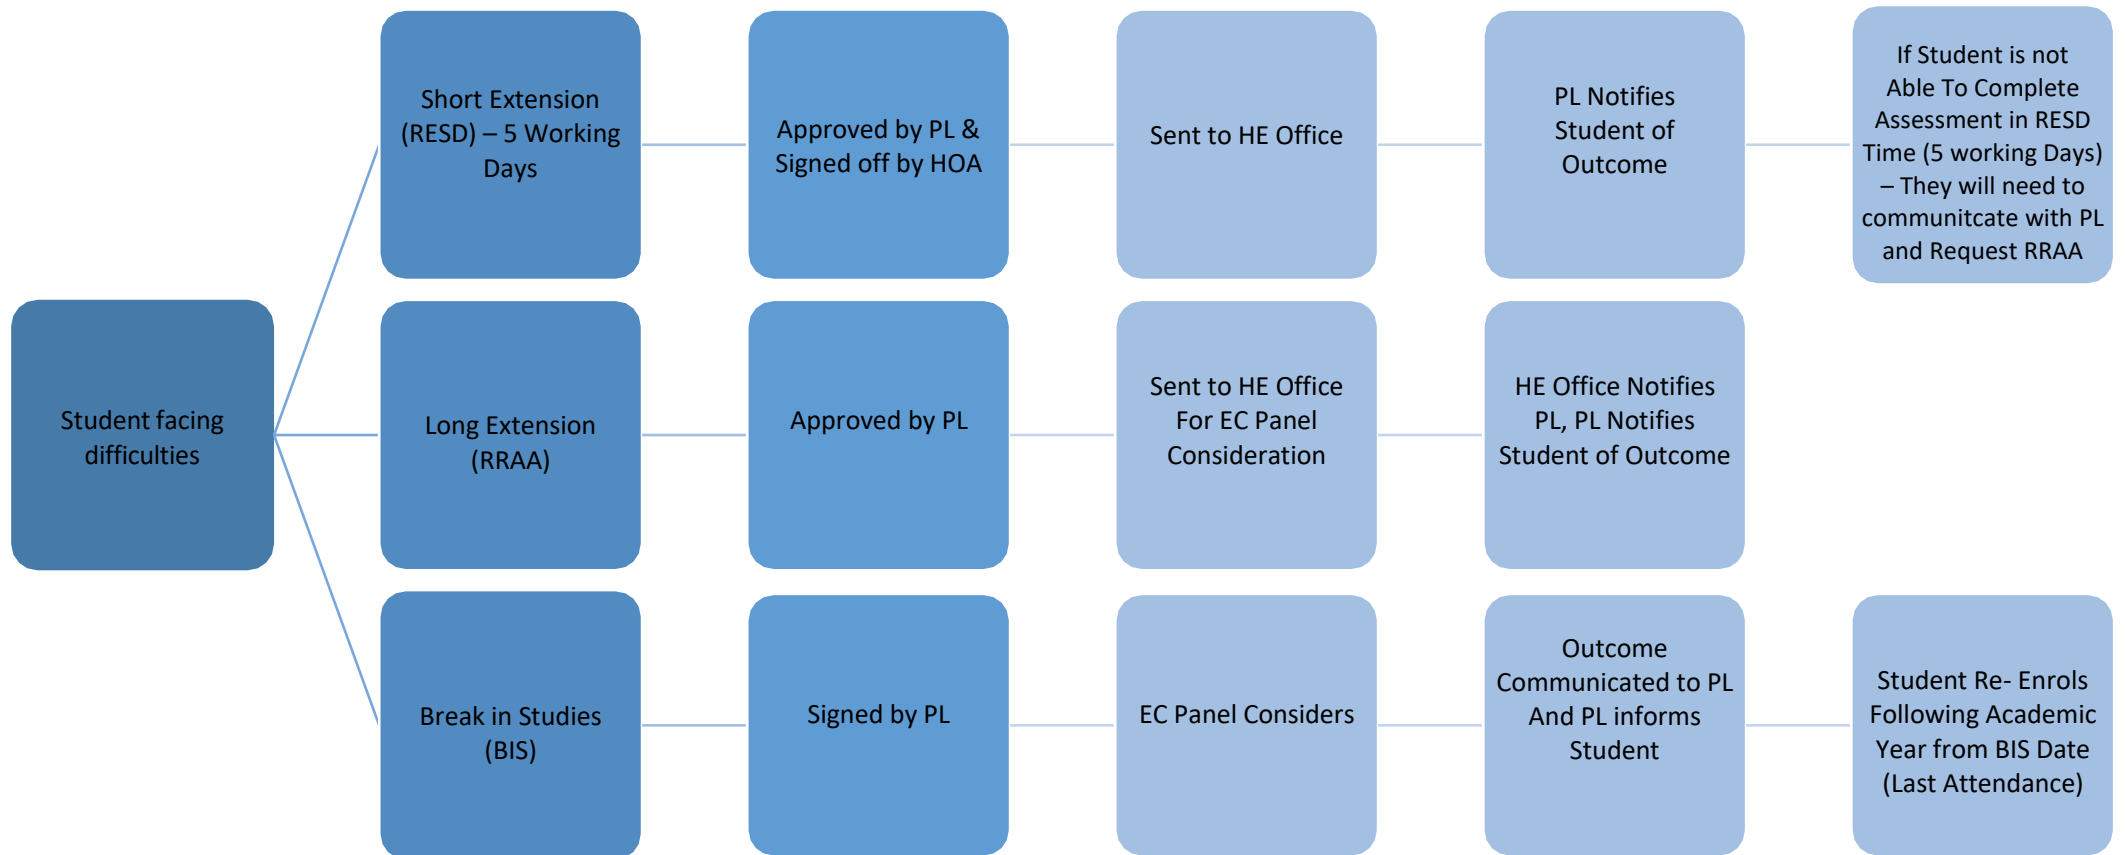 Student facing
difficulties
Short Extension
(RESD) – 5 Working
Days
Approved by PL &
Signed off by HOA
Sent to HE Office
PL Notifies
Student of
Outcome
If Student is not
Able To Complete
Assessment in RESD
Time (5 working Days)
– They will need to
communitcate with PL
and Request RRAA
Long Extension
(RRAA)
Approved by PL
Sent to HE Office
For EC Panel
Consideration
HE Office Notifies
PL, PL Notifies
Student of Outcome
Break in Studies
(BIS)
Signed by PL
EC Panel Considers
Outcome
Communicated to PL
And PL informs
Student
Student Re- Enrols
Following Academic
Year from BIS Date
(Last Attendance)